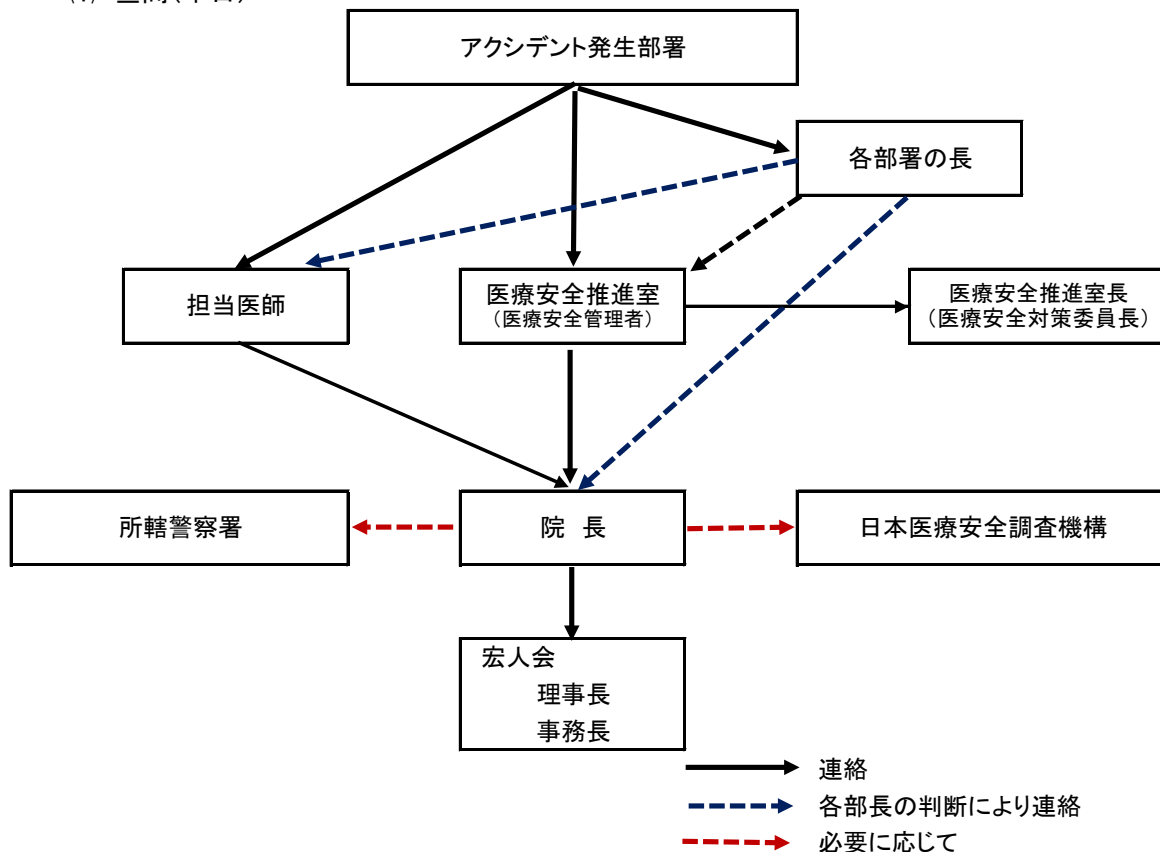 アクシデント発生部署
各部署の長
担当医師
医療安全推進室
（医療安全管理者）
医療安全推進室長
（医療安全対策委員長）
所轄警察署
院　長
日本医療安全調査機構
宏人会
理事長
事務長
連絡
各部長の判断により連絡
必要に応じて